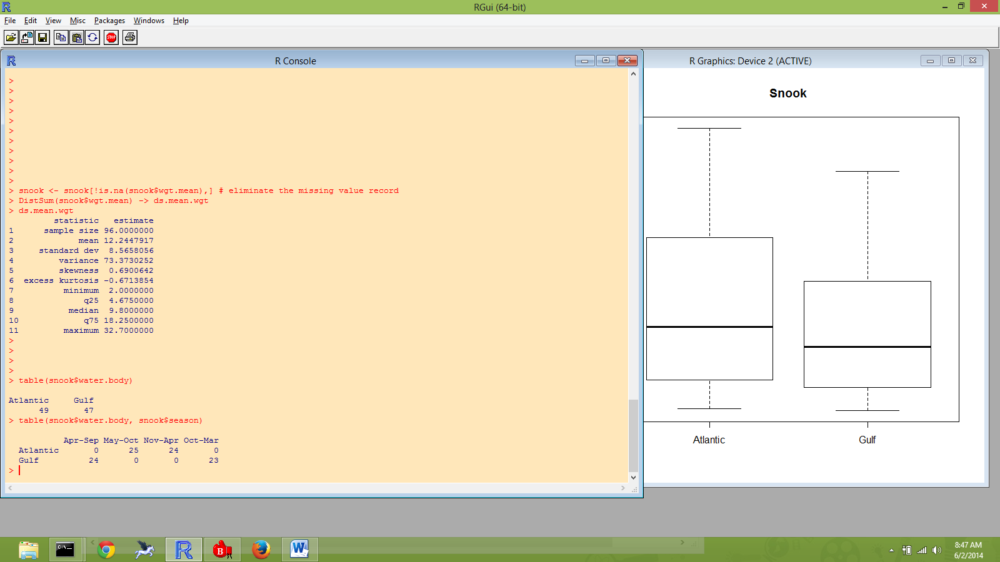 RGui (64-bit)
File Edit View Misc Packages Windows Help
STOP
R Console
>
>
>
>
>
>
>
>
>
>
>
> snook <- snook[!is.na(snook$wgt.mean),] # eliminate the missing value record
> DistSum(snook$wgt.mean) -> ds.mean.wgt
> ds.mean.wgt
statistic estimate
1 sample size 96.0000000
2 mean 12.2447917
3 standard dev 8.5658056
4 variance 73.3730252
5 skewness 0.6900642
6 excess kurtosis -0.6713854
7 minimum 2.0000000
8 q25 4.6750000
9 median 9.8000000
10 q75 18.2500000
11 maximum 32.7000000
>
>
>
>
> table(snook$water.body)
Atlantic Gulf
49 47
> table(snook$water.body, snook$season)
Apr-Sep May-Oct Nov-Apr Oct-Mar
Atlantic 0 25 24 0
Gulf 24 0 0 23
>
R Graphics: Device 2 (ACTIVE)
Snook
Atlantic Gulf
C:\.
R
B
W
8:47 AM
6/2/2014